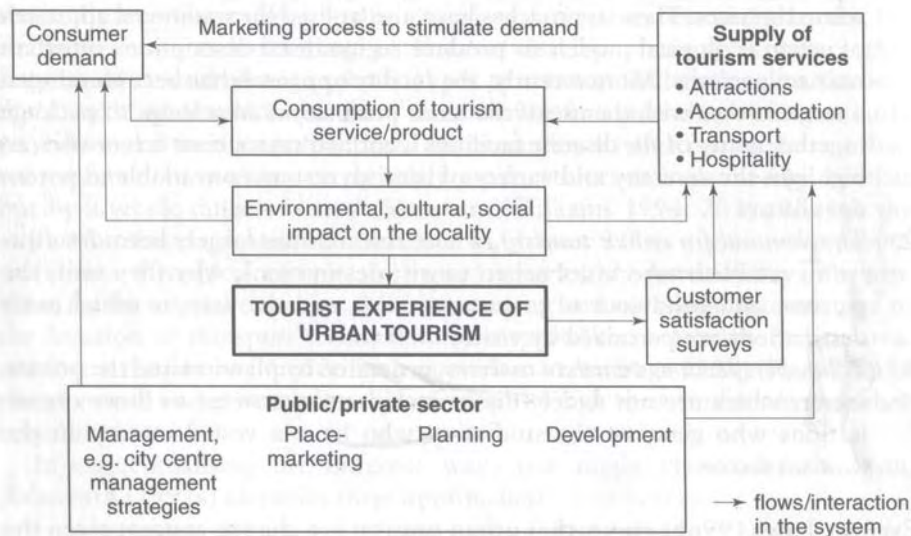 Consumer
demand
Marketing process to stimulate demand
Supply of
tourism services
• Attractions
• Accommodation
• Transport
• Hospitality
Consumption of tourism
service/product
Environmental, cultural, social
impact on the locality
TOURIST EXPERIENCE OF
URBAN TOURISM
Customer
satisfaction
surveys
Public/private sector
Management,
e.g. city centre
management
strategies
Place-
marketing
Planning
Development
→ flows/interaction
in the system